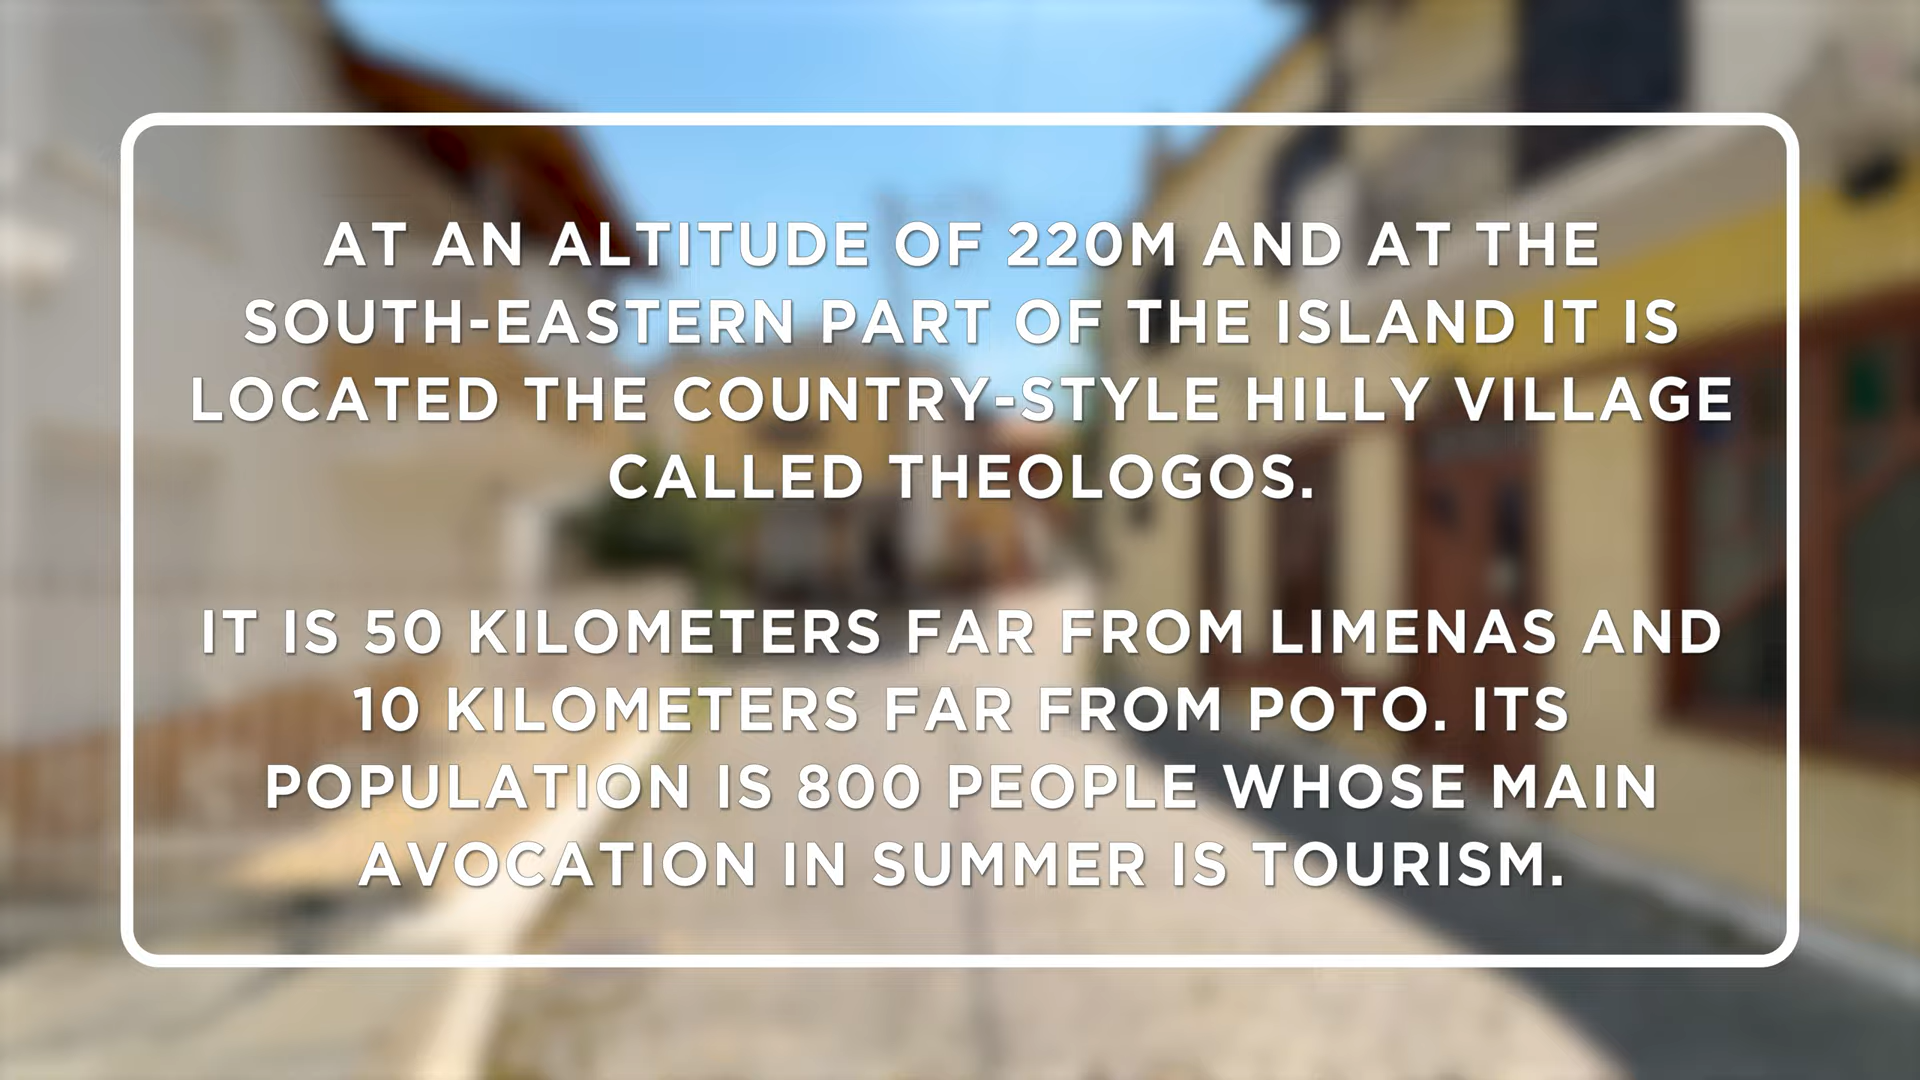 AT AN ALTITUDE OF 220M AND AT THE
SOUTH-EASTERN PART OF THE ISLAND IT IS
LOCATED THE COUNTRY-STYLE HILLY VILLAGE
CALLED THEOLOGOS.
IT IS 50 KILOMETERS FAR FROM LIMENAS AND
10 KILOMETERS FAR FROM POTO. ITS
POPULATION IS 800 PEOPLE WHOSE MAIN
AVOCATION IN SUMMER IS TOURISM.